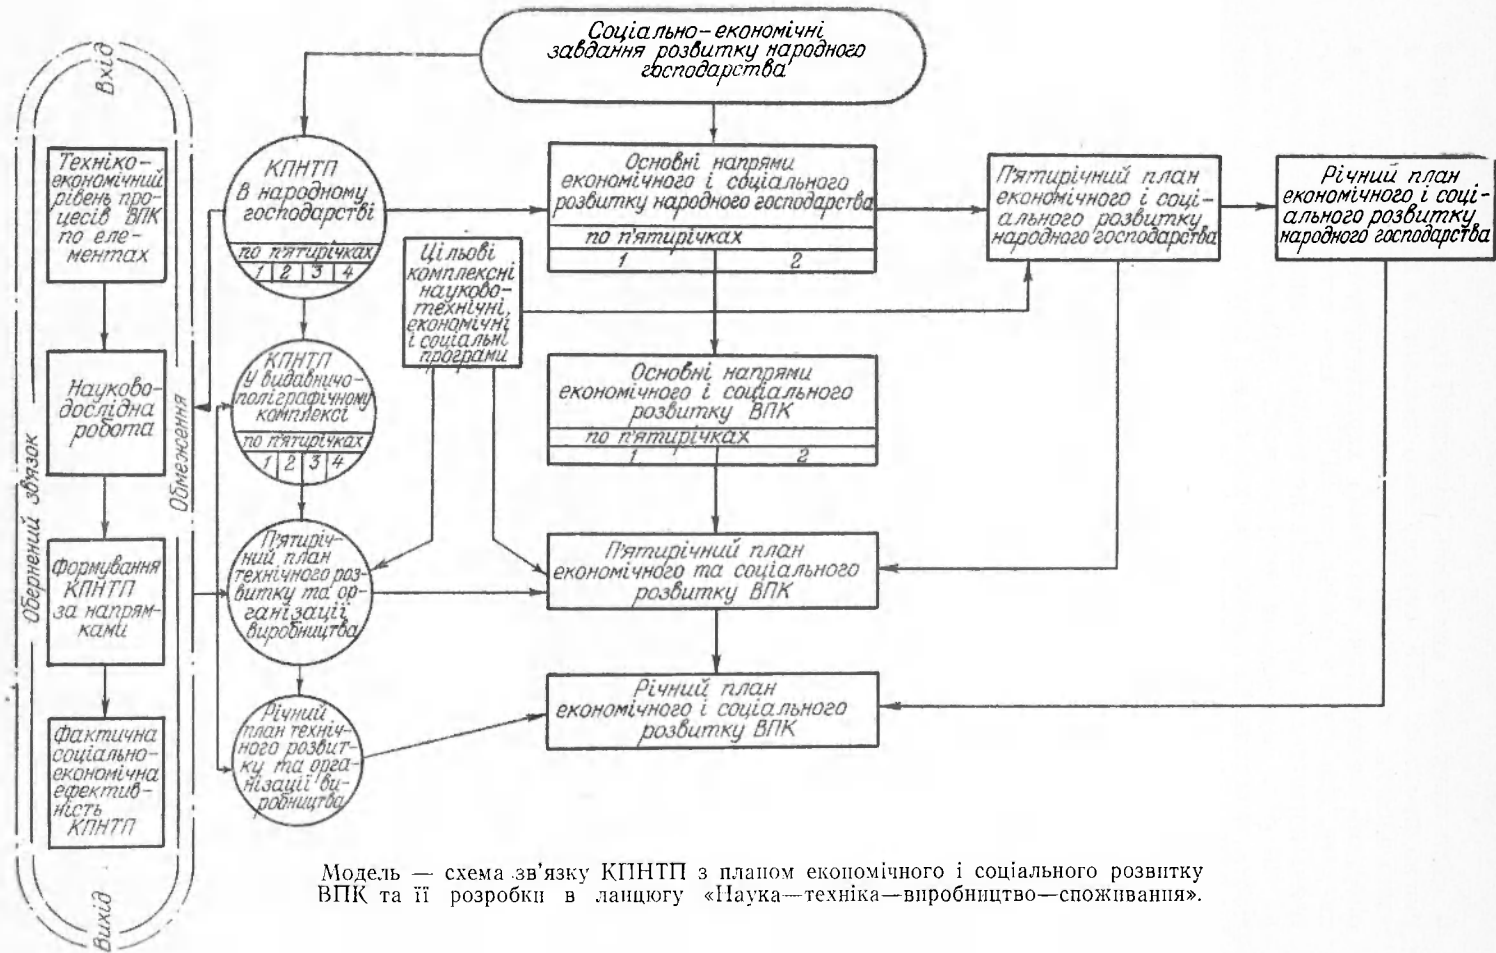 Соціально-економічні
завдання розвитку народного
господарства
Вхід
Техніко-
економічний
рівень про-
цесів ВПК
по еле-
ментах
Науково-
дослідна
робота
Формування
КПНТП
за напрям-
ками
Фактична
соціально-
економічна
ефектив-
ність
КПНТП
Вихід
Обернений зв'язок
Обмеження
КПНТП
в народному
господарстві
по п'ятирічках
1 2 3 4
КПНТП
у видавничо-
поліграфічному
комплексі
по п'ятирічках
1 2 3 4
П'ятиріч-
ний план
технічного роз-
витку та ор-
ганізації
виробництва
Річний
план техніч-
ного розвит-
ку та орга-
нізації ви-
робництва
Цільові
комплексні
науково-
технічні,
економічні
і соціальні
програми
Основні напрями
економічного і соціального
розвитку народного господарства
по п'ятирічках
1 2
Основні напрями
економічного і соціального
розвитку ВПК
по п'ятирічках
1 2
П'ятирічний план
економічного та соціального
розвитку ВПК
Річний план
економічного і соціального
розвитку ВПК
П'ятирічний план
економічного і соці-
ального розвитку
народного господарства
Річний план
економічного і соці-
ального розвитку
народного господарства
Модель — схема зв'язку КПНТП з планом економічного і соціального розвитку
ВПК та її розробки в ланцюгу «Наука—техніка—виробництво—споживання».